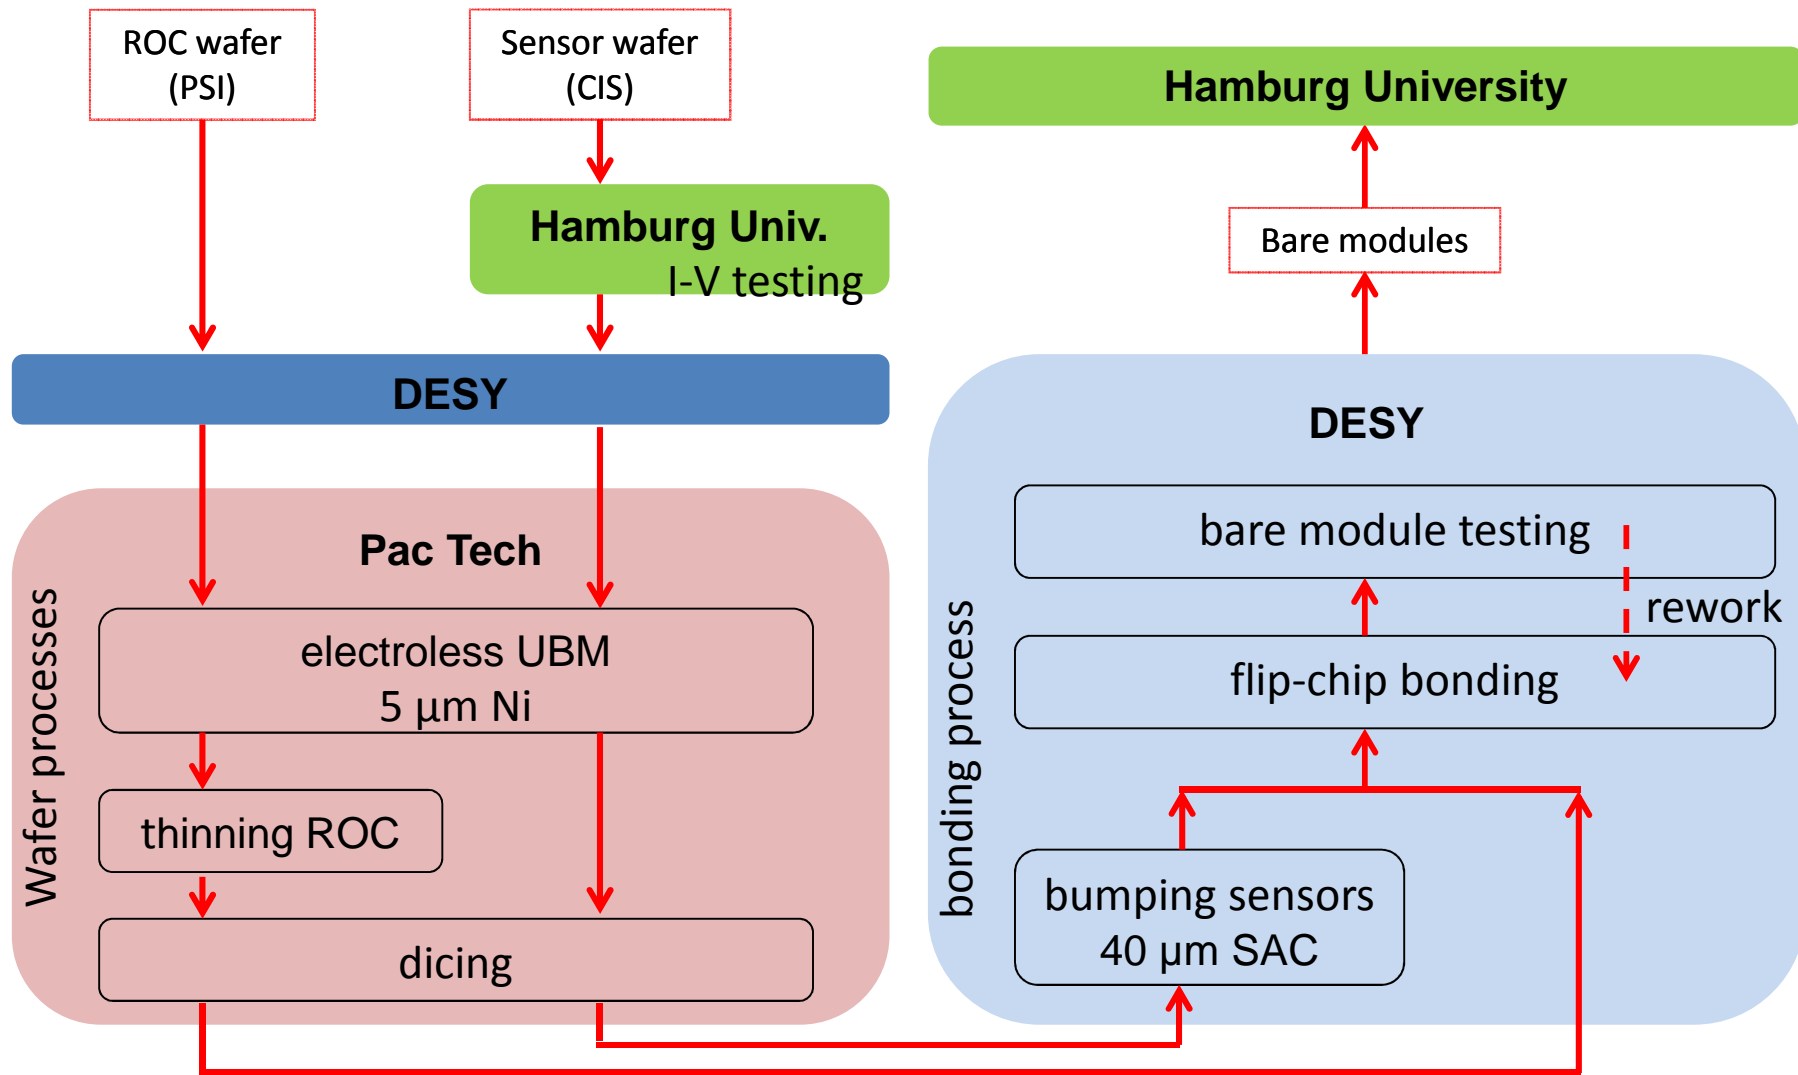 ROC wafer
(PSI)
Sensor wafer
(CIS)
Hamburg Univ.
I-V testing
DESY
Pac Tech
Wafer processes
electroless UBM
5 µm Ni
thinning ROC
dicing
Hamburg University
Bare modules
DESY
bonding process
bare module testing
rework
flip-chip bonding
bumping sensors
40 µm SAC